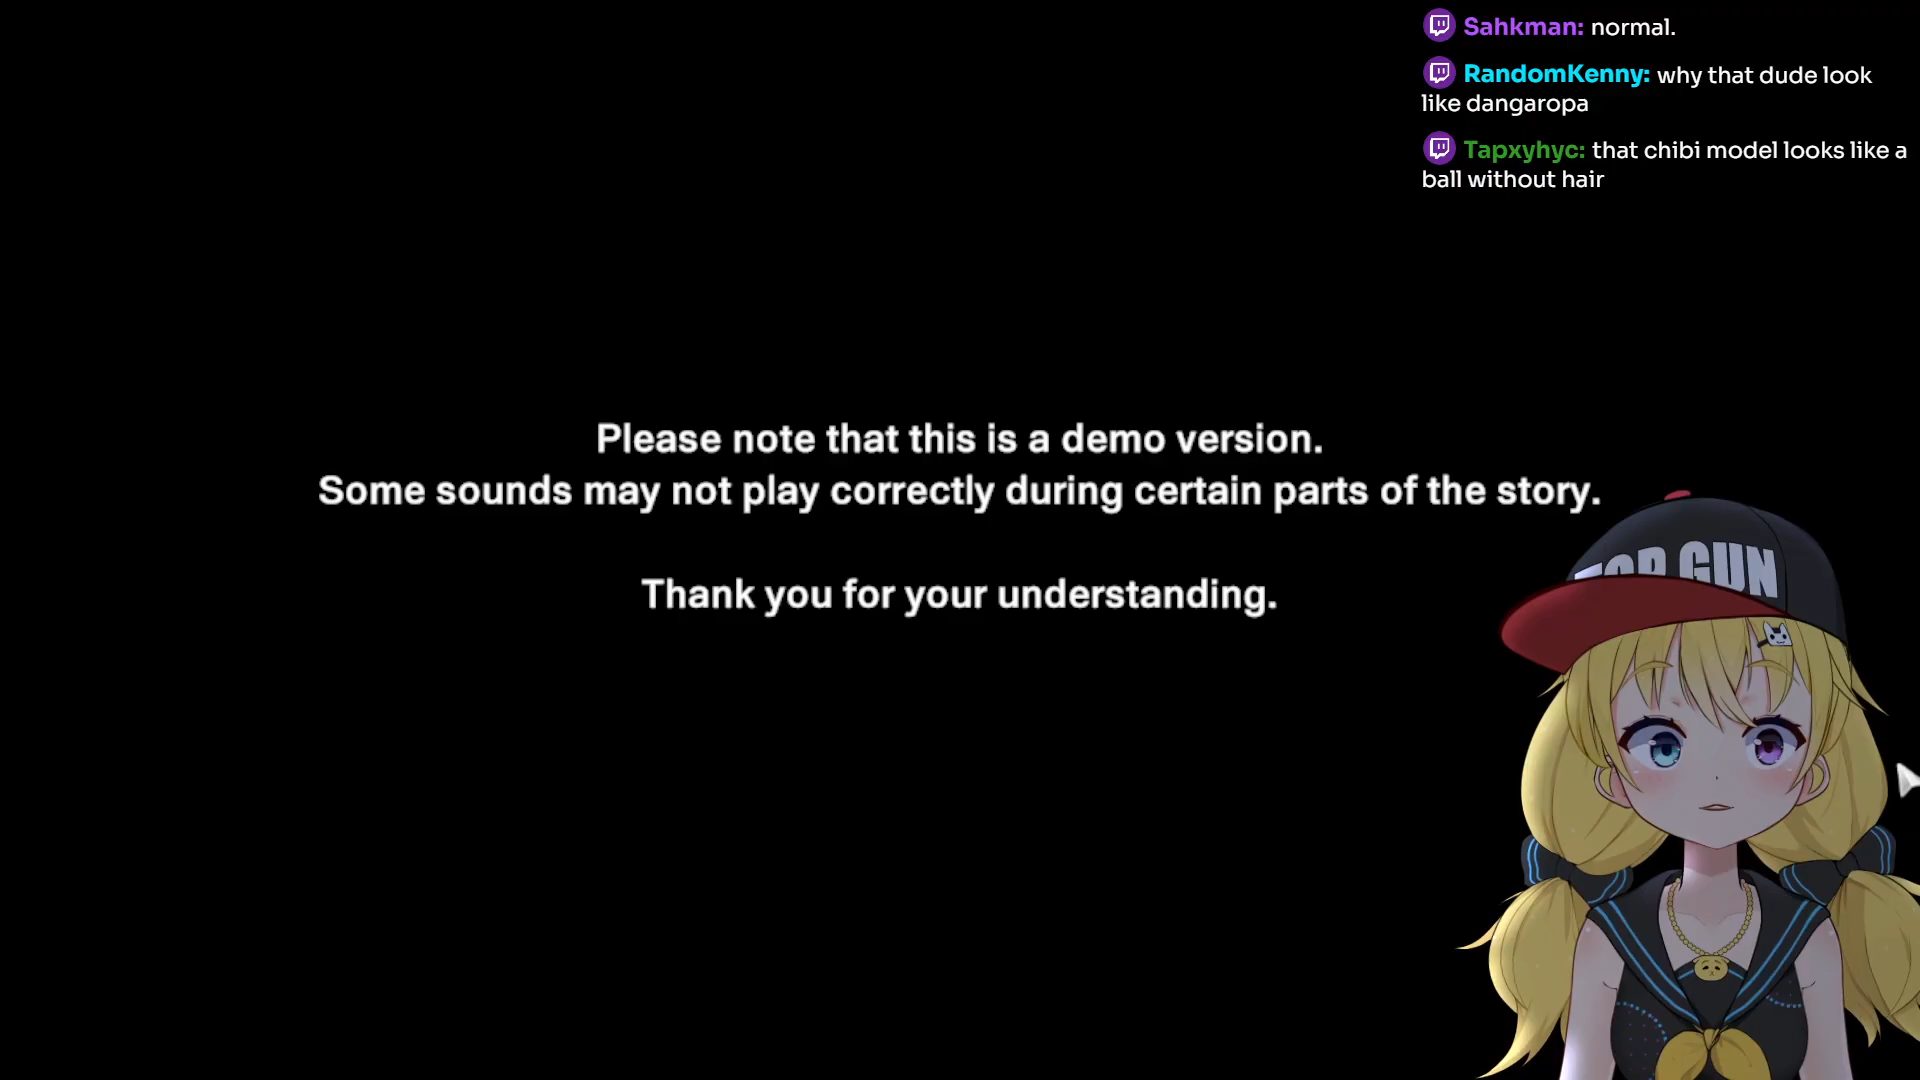 Sahkman: normal.
RandomKenny: why that dude look
like dangaropa
Tapxyhyc: that chibi model looks like a
ball without hair
Please note that this is a demo version.
Some sounds may not play correctly during certain parts of the story.
Thank you for your understanding.
TOP GUN